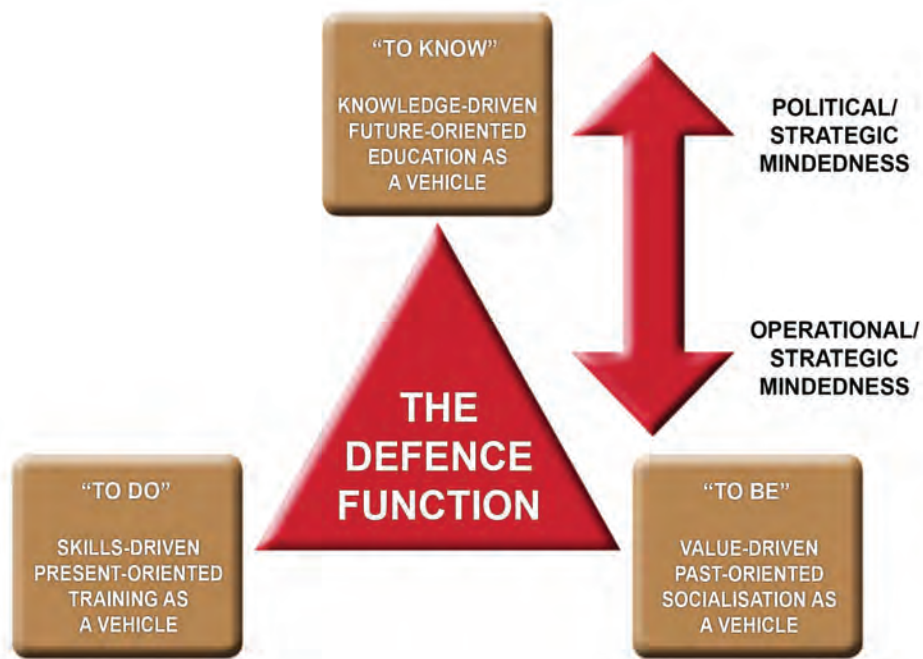 “TO KNOW”
KNOWLEDGE-DRIVEN
FUTURE-ORIENTED
EDUCATION AS
A VEHICLE
POLITICAL/
STRATEGIC
MINDEDNESS
OPERATIONAL/
STRATEGIC
MINDEDNESS
THE
DEFENCE
FUNCTION
“TO DO”
SKILLS-DRIVEN
PRESENT-ORIENTED
TRAINING AS
A VEHICLE
“TO BE”
VALUE-DRIVEN
PAST-ORIENTED
SOCIALISATION AS
A VEHICLE